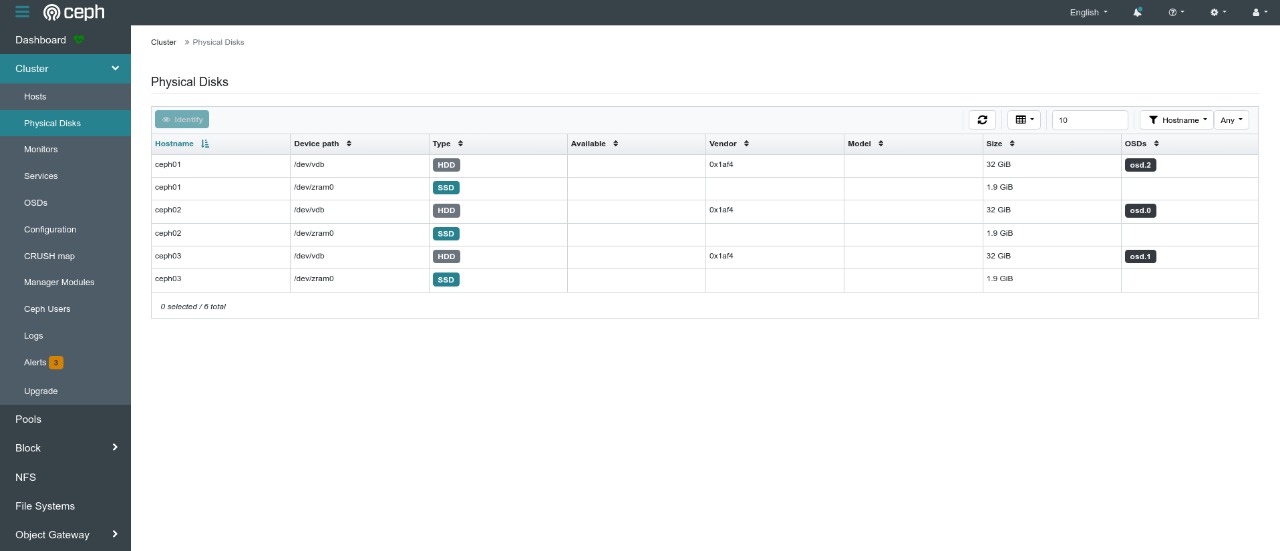 ceph
English
Dashboard
Cluster
Hosts
Physical Disks
Monitors
Services
OSDs
Configuration
CRUSH map
Manager Modules
Ceph Users
Logs
Alerts 3
Upgrade
Pools
Block
NFS
File Systems
Object Gateway
Cluster » Physical Disks
Physical Disks
Identify 10 Hostname Any
Hostname Device path Type Available Vendor Model Size OSDs
ceph01 /dev/vdb HDD 0x1af4 32 GiB osd.2
ceph01 /dev/zram0 SSD 1.9 GiB
ceph02 /dev/vdb HDD 0x1af4 32 GiB osd.0
ceph02 /dev/zram0 SSD 1.9 GiB
ceph03 /dev/vdb HDD 0x1af4 32 GiB osd.1
ceph03 /dev/zram0 SSD 1.9 GiB
0 selected / 6 total